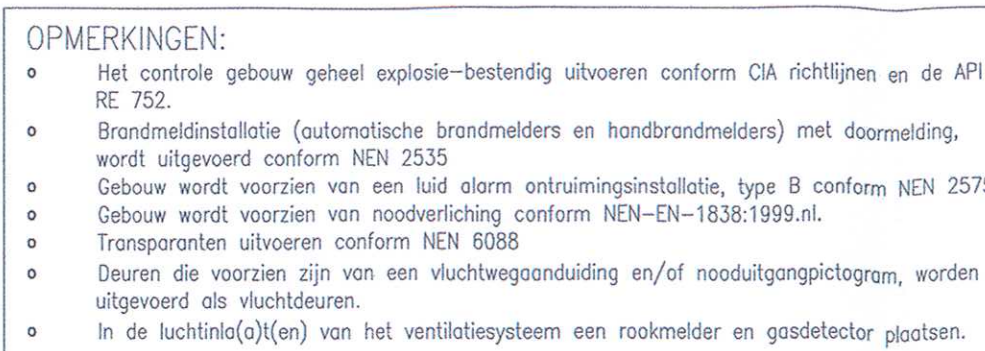 OPMERKINGEN:
o Het controle gebouw geheel explosie-bestendig uitvoeren conform CIA richtlijnen en de API
RE 752.
o Brandmeldinstallatie (automatische brandmelders en handbrandmelders) met doormelding,
wordt uitgevoerd conform NEN 2535
o Gebouw wordt voorzien van een luid alarm ontruimingsinstallatie, type B conform NEN 2575
o Gebouw wordt voorzien van noodverliching conform NEN-EN-1838:1999.nl.
o Transparanten uitvoeren conform NEN 6088
o Deuren die voorzien zijn van een vluchtwegaanduiding en/of nooduitgangpictogram, worden
uitgevoerd als vluchtdeuren.
o In de luchtinla(a)t(en) van het ventilatiesysteem een rookmelder en gasdetector plaatsen.